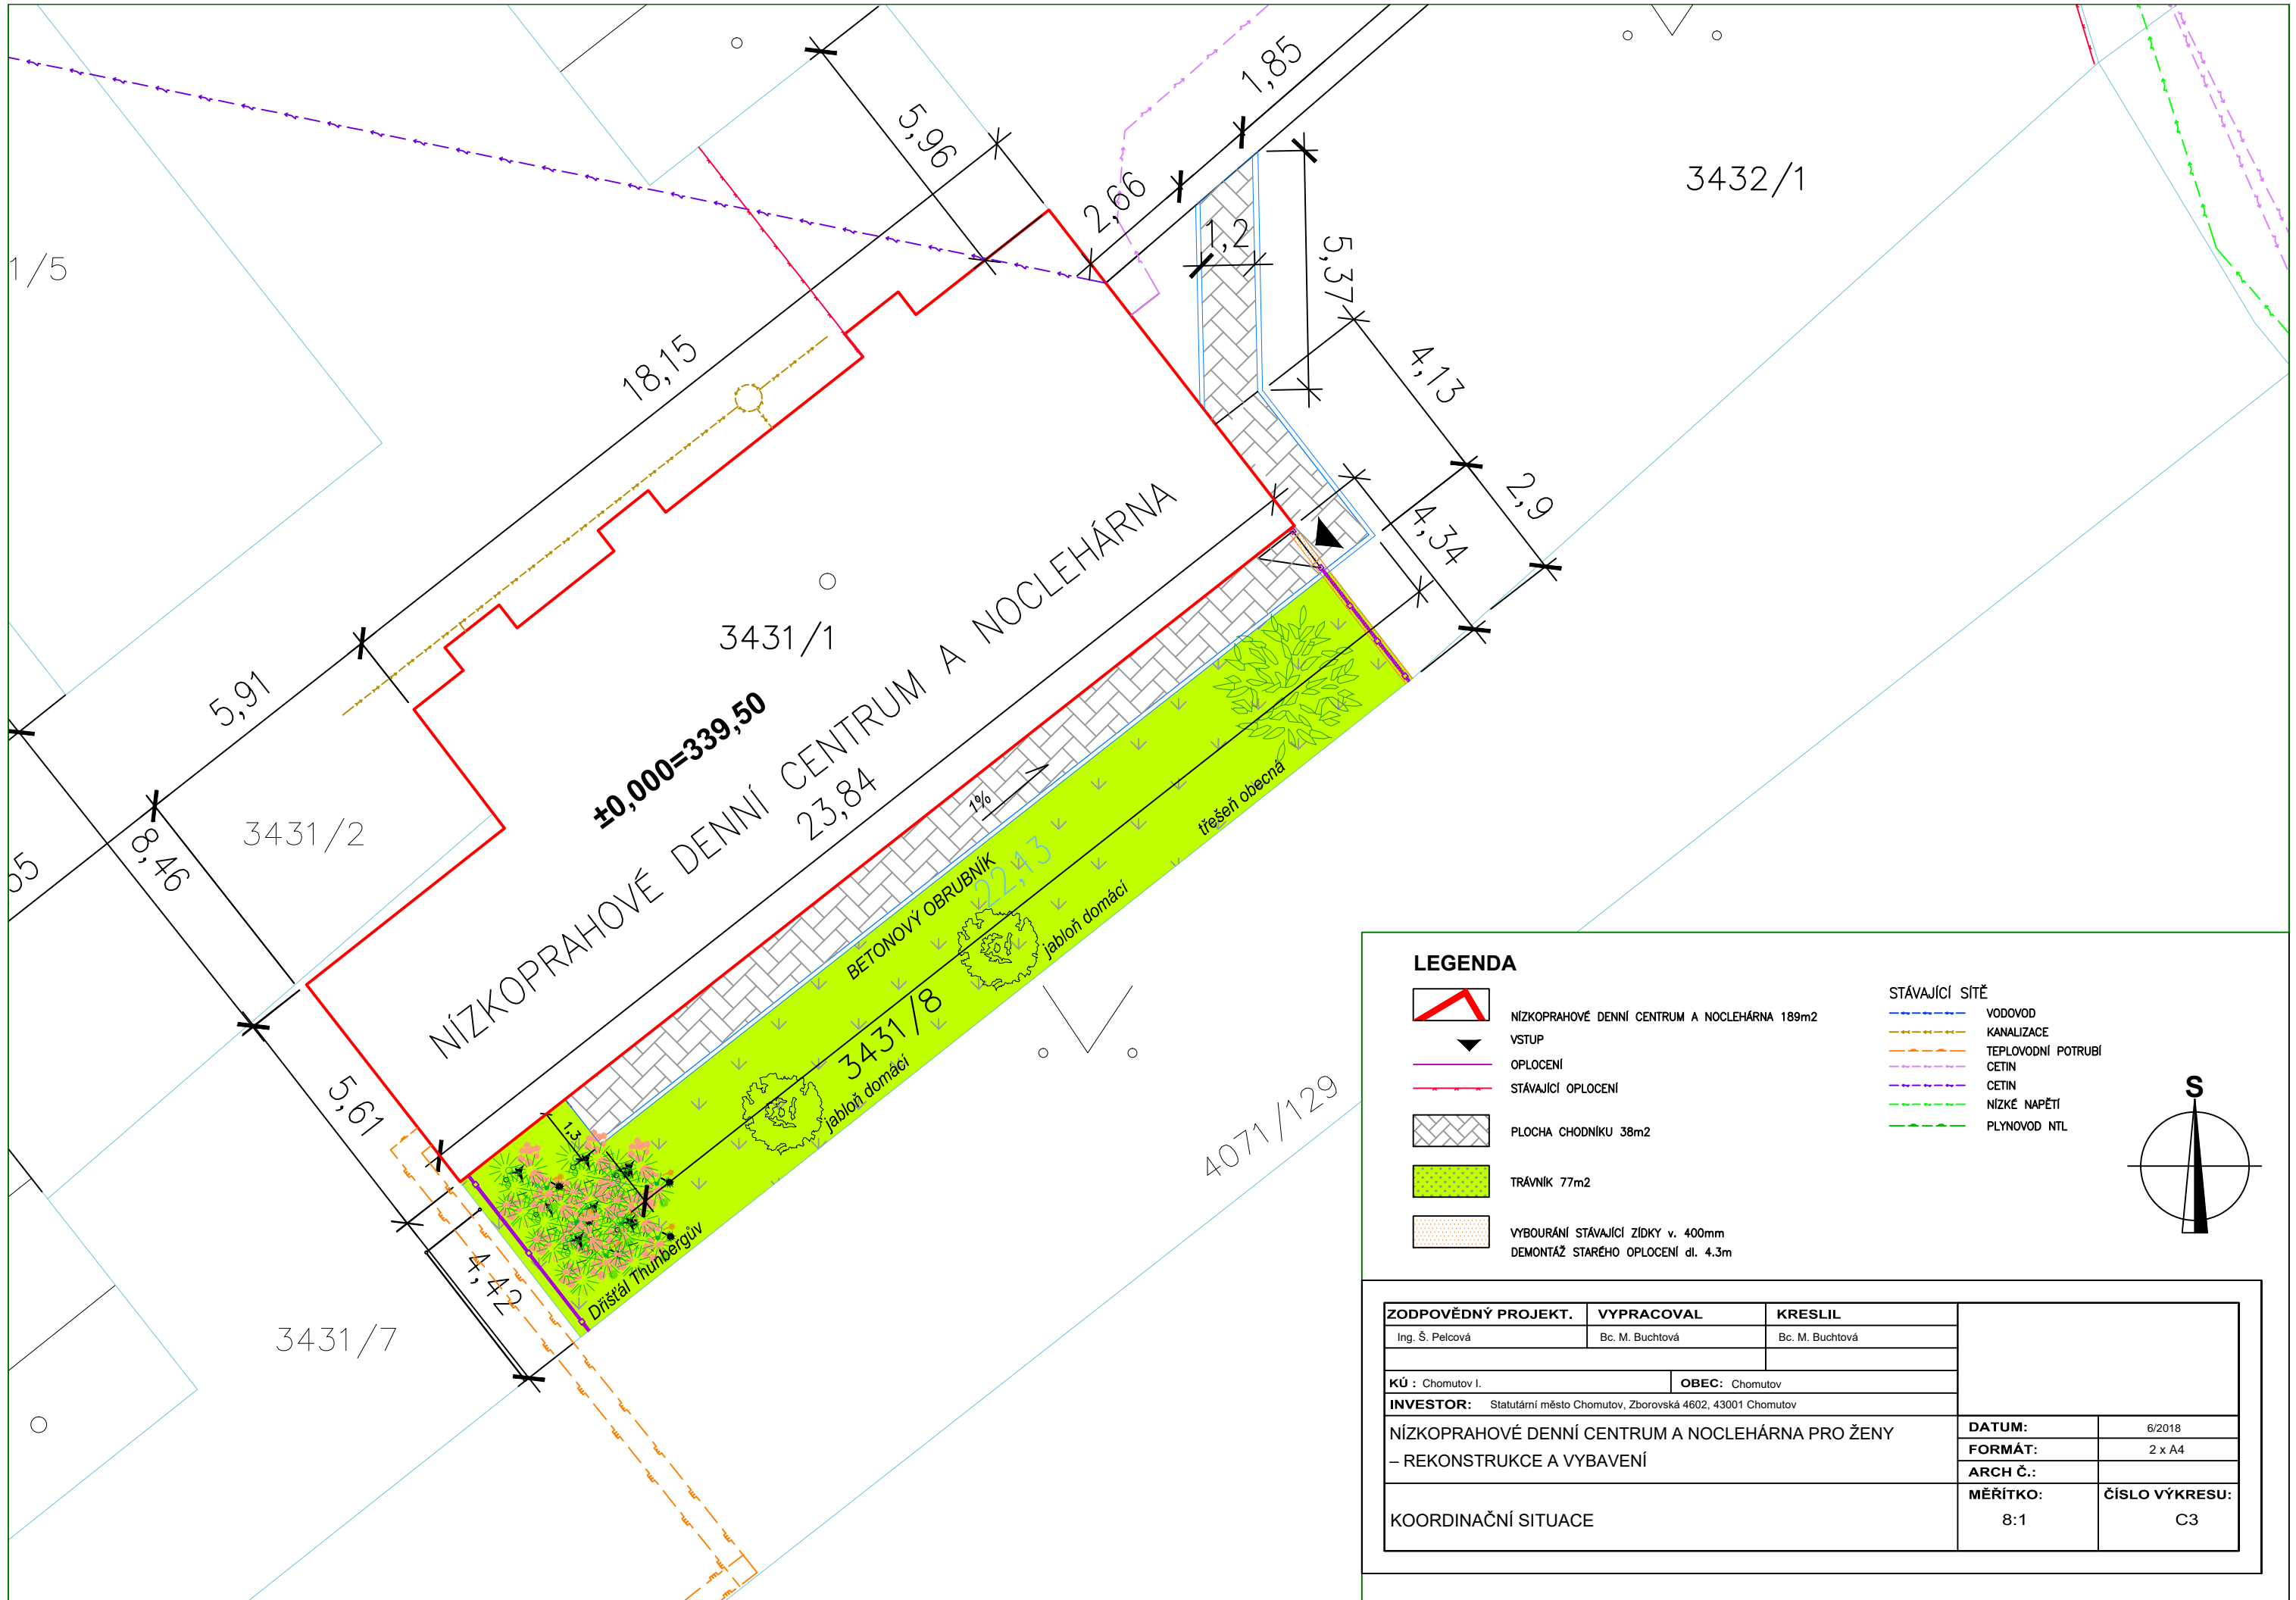 1,85
5,96
2,66
3432/1
1,2
5,37
1/5
18,15
4,13
2,9
4,34
3431/1
5,91
±0,000=339,50
NÍZKOPRAHOVÉ DENNÍ CENTRUM A NOCLEHÁRNA
23,84
3431/2
8,46
55
1%
třešeň obecná
BETONOVÝ OBRUBNÍK
22,13
jabloň domácí
3431/8
jabloň domácí
5,61
1,3
4,42
Dřišťál Thunbergův
3431/7
4071/129
LEGENDA
NÍZKOPRAHOVÉ DENNÍ CENTRUM A NOCLEHÁRNA 189m2
VSTUP
OPLOCENÍ
STÁVAJÍCÍ OPLOCENÍ
PLOCHA CHODNÍKU 38m2
TRÁVNÍK 77m2
VYBOURÁNÍ STÁVAJÍCÍ ZÍDKY v. 400mm
DEMONTÁŽ STARÉHO OPLOCENÍ dl. 4.3m
STÁVAJÍCÍ SÍTĚ
VODOVOD
KANALIZACE
TEPLOVODNÍ POTRUBÍ
CETIN
CETIN
NÍZKÉ NAPĚTÍ
PLYNOVOD NTL
S
ZODPOVĚDNÝ PROJEKT. VYPRACOVAL KRESLIL
Ing. Š. Pelcová Bc. M. Buchtová Bc. M. Buchtová
KÚ : Chomutov I. OBEC: Chomutov
INVESTOR: Statutární město Chomutov, Zborovská 4602, 43001 Chomutov
NÍZKOPRAHOVÉ DENNÍ CENTRUM A NOCLEHÁRNA PRO ŽENY
– REKONSTRUKCE A VYBAVENÍ
DATUM: 6/2018
FORMÁT: 2 x A4
ARCH Č.:
MĚŘÍTKO: ČÍSLO VÝKRESU:
KOORDINAČNÍ SITUACE 8:1 C3